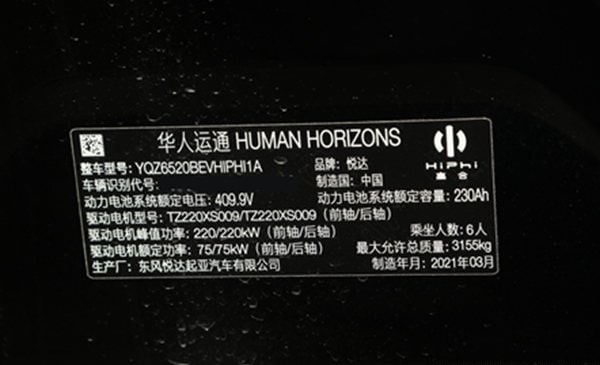 华人运通 HUMAN HORIZONS
HiPhi
高合
整车型号: YQZ6520BEVHIPHI1A 品牌: 悦达
车辆识别代号: 制造国: 中国
动力电池系统额定电压: 409.9V 动力电池系统额定容量: 230Ah
驱动电机型号: TZ220XS009/TZ220XS009 (前轴/后轴)
驱动电机峰值功率: 220/220kW (前轴/后轴) 乘坐人数: 6人
驱动电机额定功率: 75/75kW (前轴/后轴) 最大允许总质量: 3155kg
生产厂: 东风悦达起亚汽车有限公司 制造年月: 2021年03月